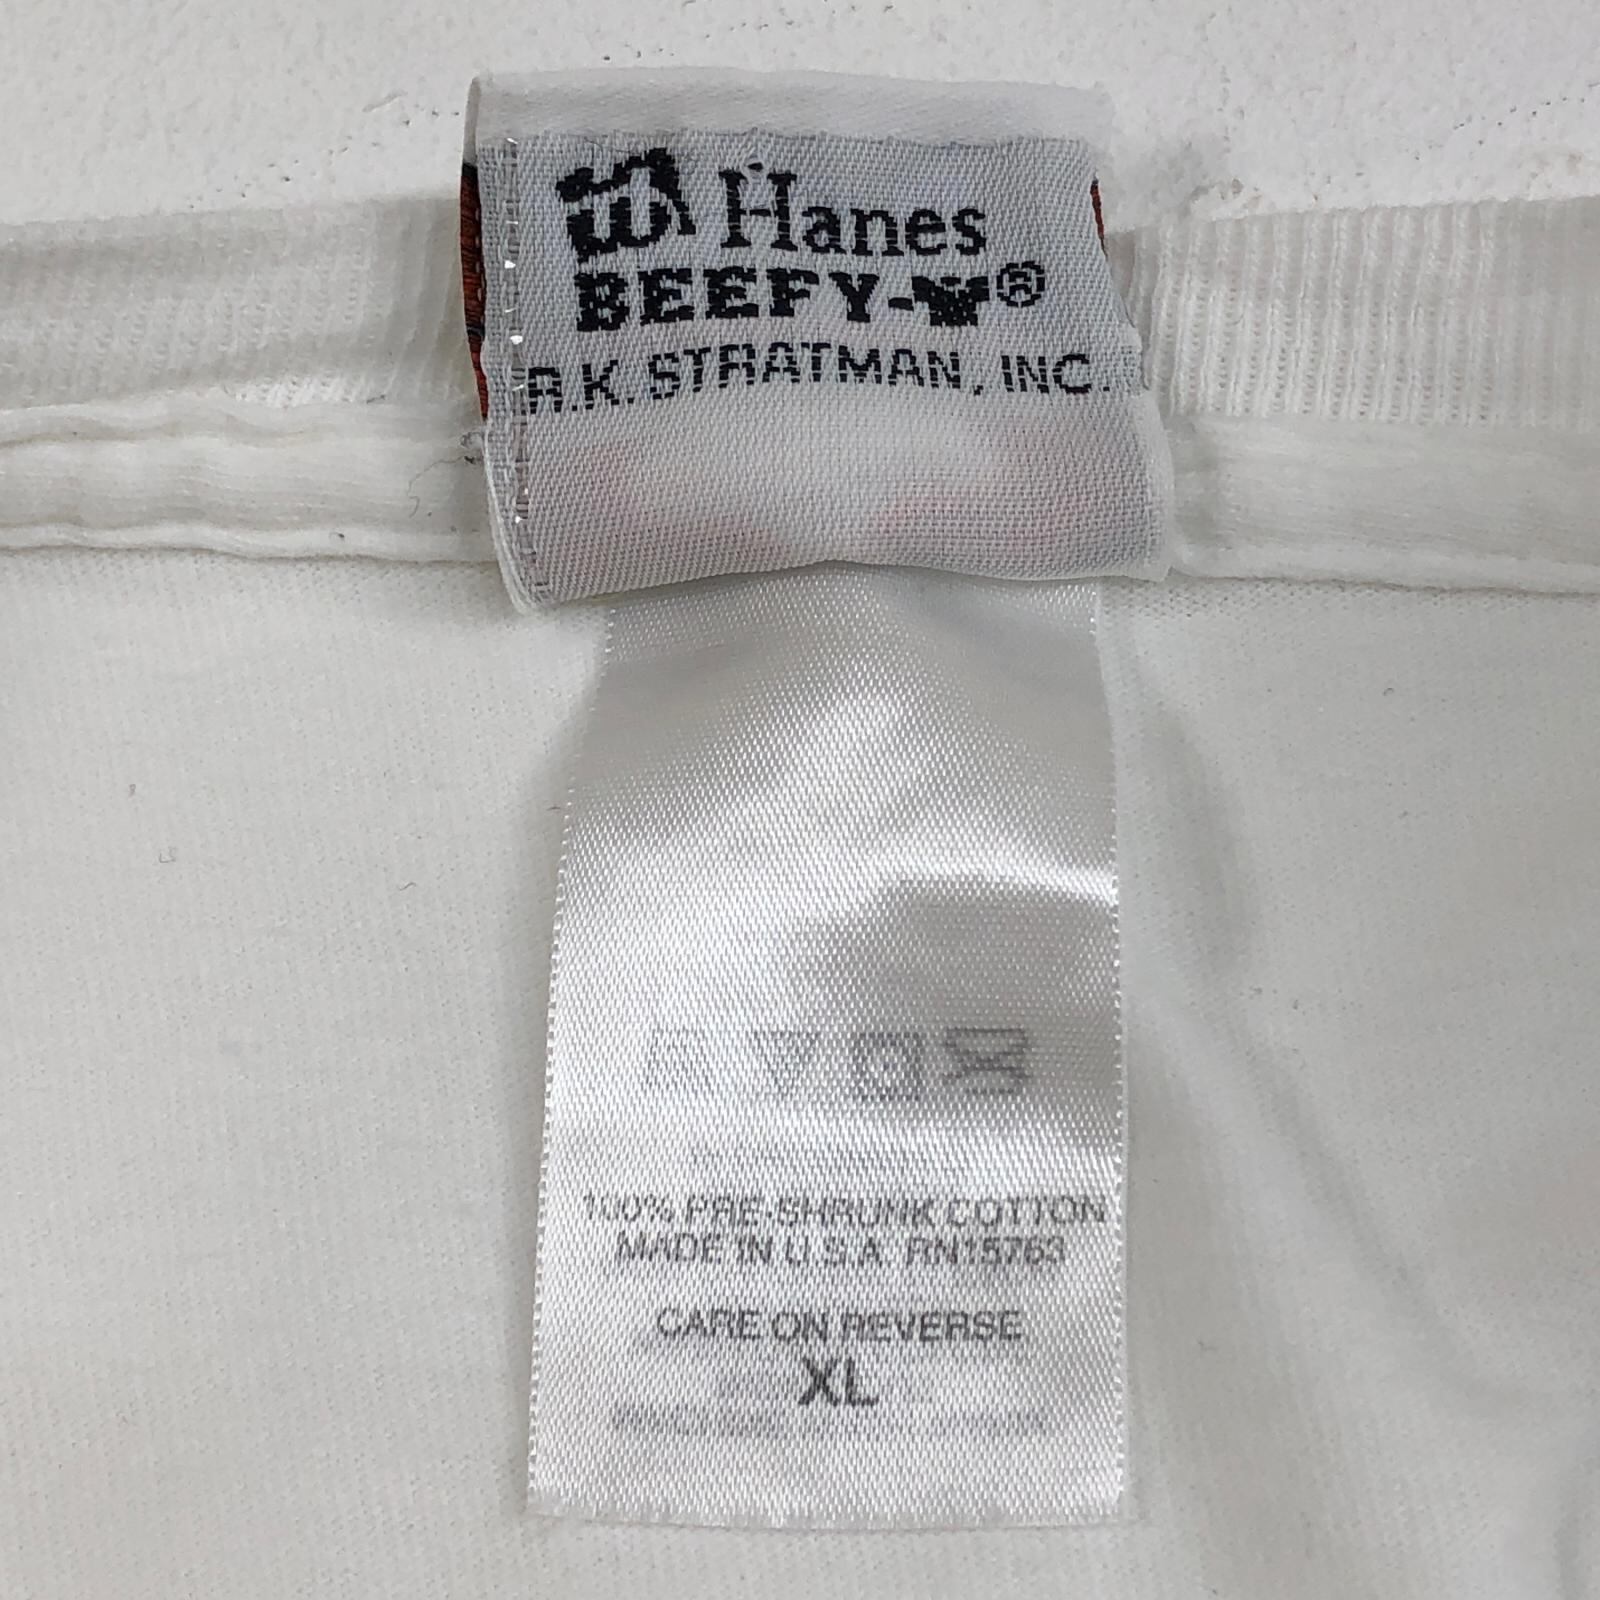 Hanes
BEEFY-T®
R.K. STRATMAN, INC.
100% PRE-SHRUNK COTTON
MADE IN U.S.A. RN15763
CARE ON REVERSE
XL